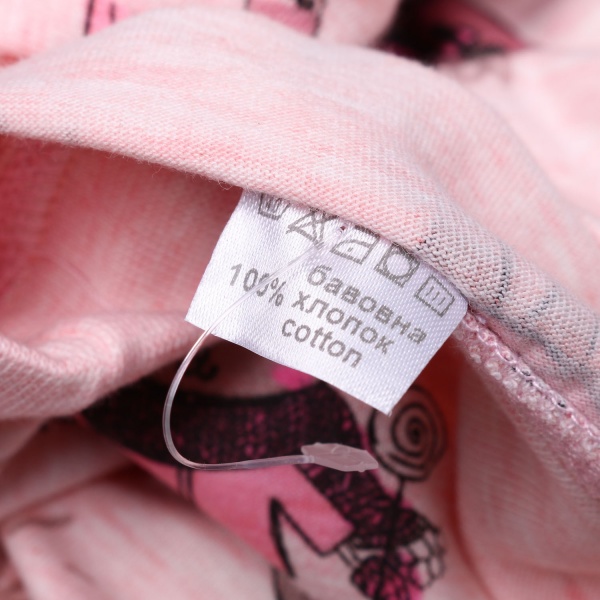 бавовна
100% хлопок
cotton